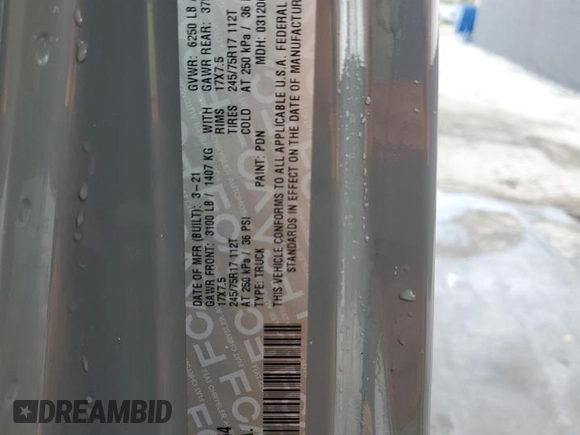 DATE OF MFR (BUILT): 3-21 GVWR: 6250 LB
GAWR FRONT: 3100 LB / 1407 KG WITH GAWR REAR:
17X7.5 RIMS 17X7.5
245/75R17 112T TIRES 245/75R17 112T
AT 250 kPa / 36 PSI COLD AT 250 kPa / 36
TYPE: TRUCK PAINT: PDN MDH:
THIS VEHICLE CONFORMS TO ALL APPLICABLE U.S.A. FEDERAL
STANDARDS IN EFFECT ON THE DATE OF MANUFACTUR
DREAMBID